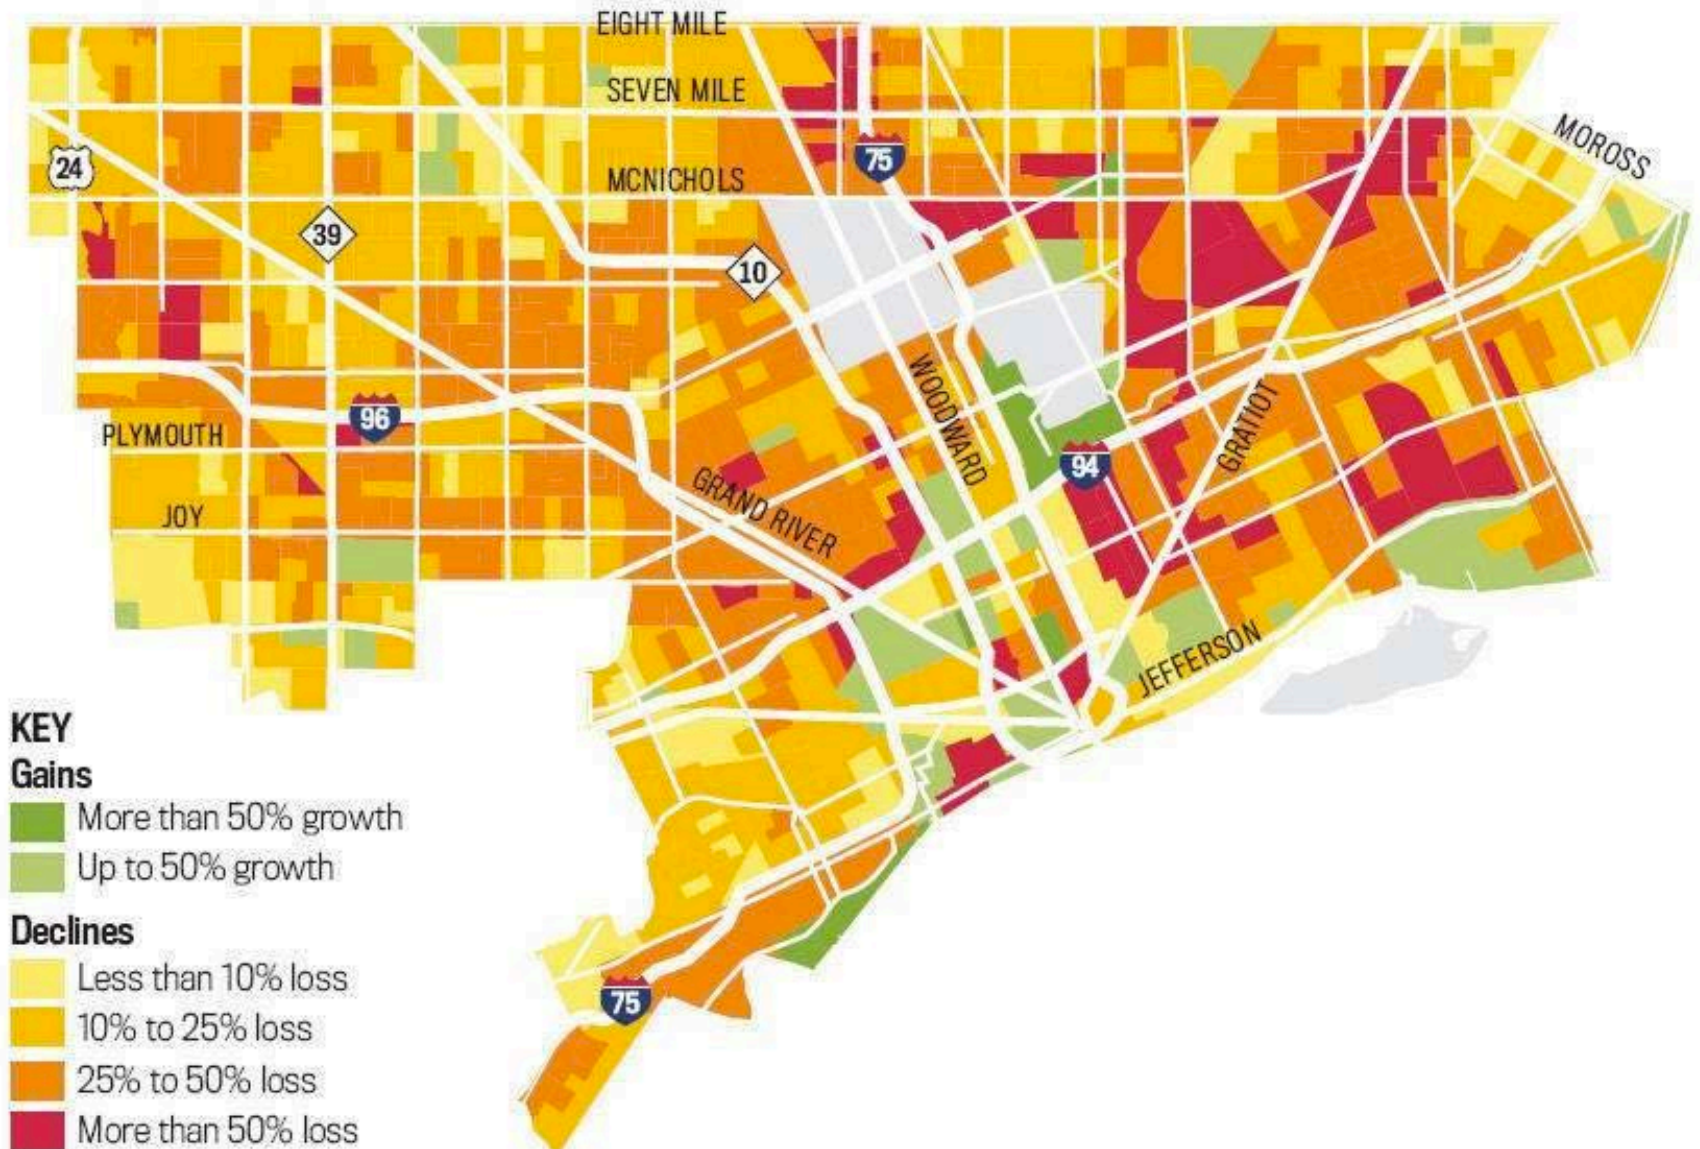 EIGHT MILE
SEVEN MILE
MOROSS
75
24
MCNICHOLS
39
10
WOODWARD
96
PLYMOUTH
GRATIOT
94
GRAND RIVER
JOY
JEFFERSON
KEY
Gains
More than 50% growth
Up to 50% growth
Declines
Less than 10% loss
10% to 25% loss
25% to 50% loss
More than 50% loss
75